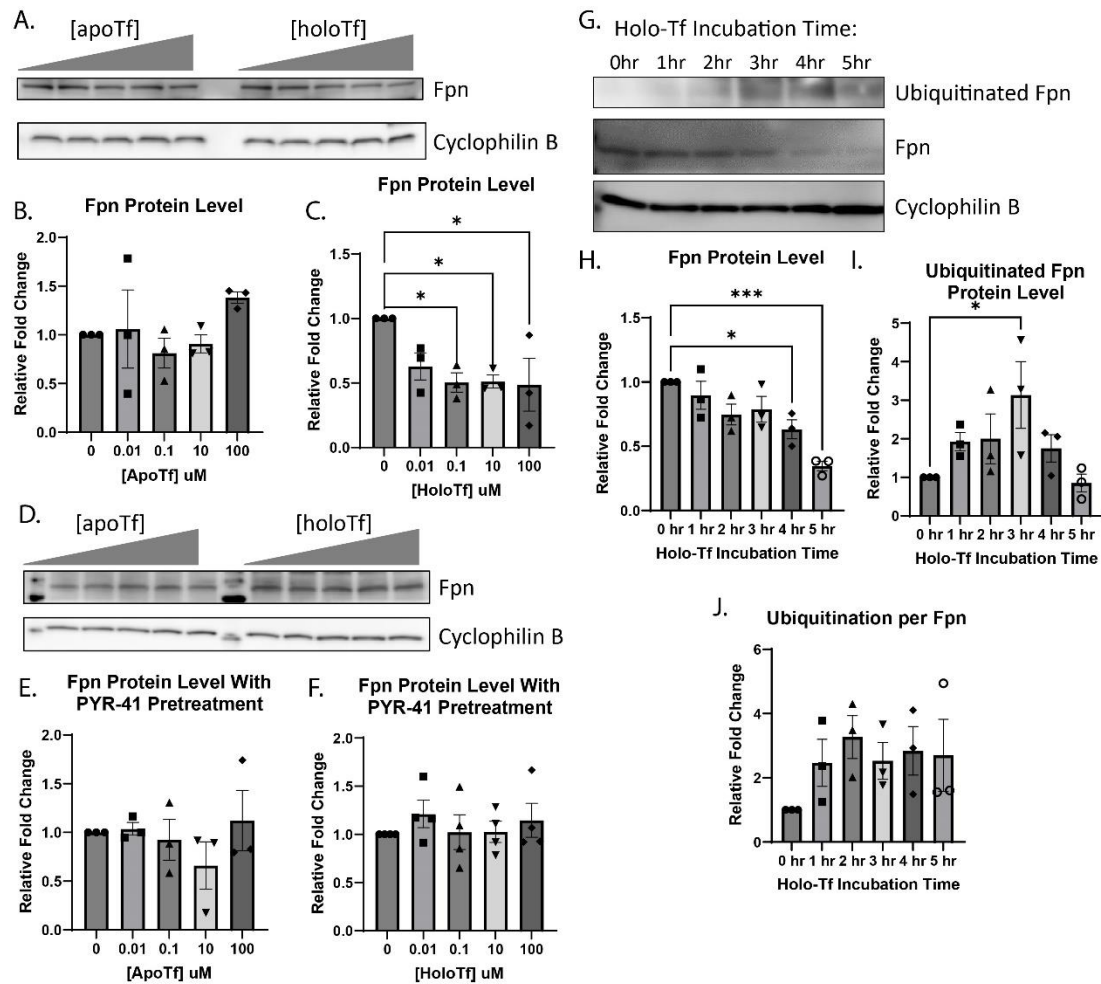 A.
[apoTf]
[holoTf]
Fpn
Cyclophilin B
B.
Fpn Protein Level
Relative Fold Change
2.0
1.5
1.0
0.5
0.0
0
0.01
0.1
10
100
[ApoTf] uM
C.
Fpn Protein Level
Relative Fold Change
1.5
1.0
0.5
0.0
*
*
*
0
0.01
0.1
10
100
[HoloTf] uM
D.
[apoTf]
[holoTf]
Fpn
Cyclophilin B
E.
Fpn Protein Level With
PYR-41 Pretreatment
Relative Fold Change
2.0
1.5
1.0
0.5
0.0
0
0.01
0.1
10
100
[ApoTf] uM
F.
Fpn Protein Level With
PYR-41 Pretreatment
Relative Fold Change
2.0
1.5
1.0
0.5
0.0
0
0.01
0.1
10
100
[HoloTf] uM
G.
Holo-Tf Incubation Time:
0hr 1hr 2hr 3hr 4hr 5hr
Ubiquitinated Fpn
Fpn
Cyclophilin B
H.
Fpn Protein Level
Relative Fold Change
1.5
1.0
0.5
0.0
***
*
0 hr 1 hr 2 hr 3 hr 4 hr 5 hr
Holo-Tf Incubation Time
I.
Ubiquitinated Fpn
Protein Level
Relative Fold Change
5
4
3
2
1
0
*
0 hr 1 hr 2 hr 3 hr 4 hr 5 hr
Holo-Tf Incubation Time
J.
Ubiquitination per Fpn
Relative Fold Change
6
4
2
0
0 hr 1 hr 2 hr 3 hr 4 hr 5 hr
Holo-Tf Incubation Time